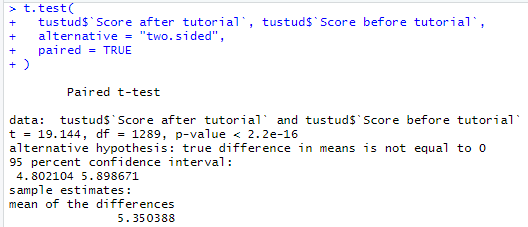 > t.test(
+   tustud$`Score after tutorial`, tustud$`Score before tutorial`,
+   alternative = "two.sided",
+   paired = TRUE
+ )
        Paired t-test
data:  tustud$`Score after tutorial` and tustud$`Score before tutorial`
t = 19.144, df = 1289, p-value < 2.2e-16
alternative hypothesis: true difference in means is not equal to 0
95 percent confidence interval:
 4.802104 5.898671
sample estimates:
mean of the differences
               5.350388